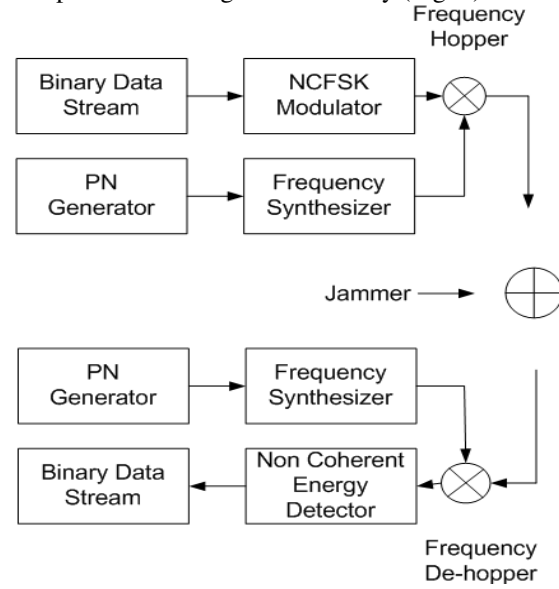 Frequency
Hopper
Binary Data
Stream
NCFSK
Modulator
PN
Generator
Frequency
Synthesizer
Jammer
PN
Generator
Frequency
Synthesizer
Binary Data
Stream
Non Coherent
Energy
Detector
Frequency
De-hopper